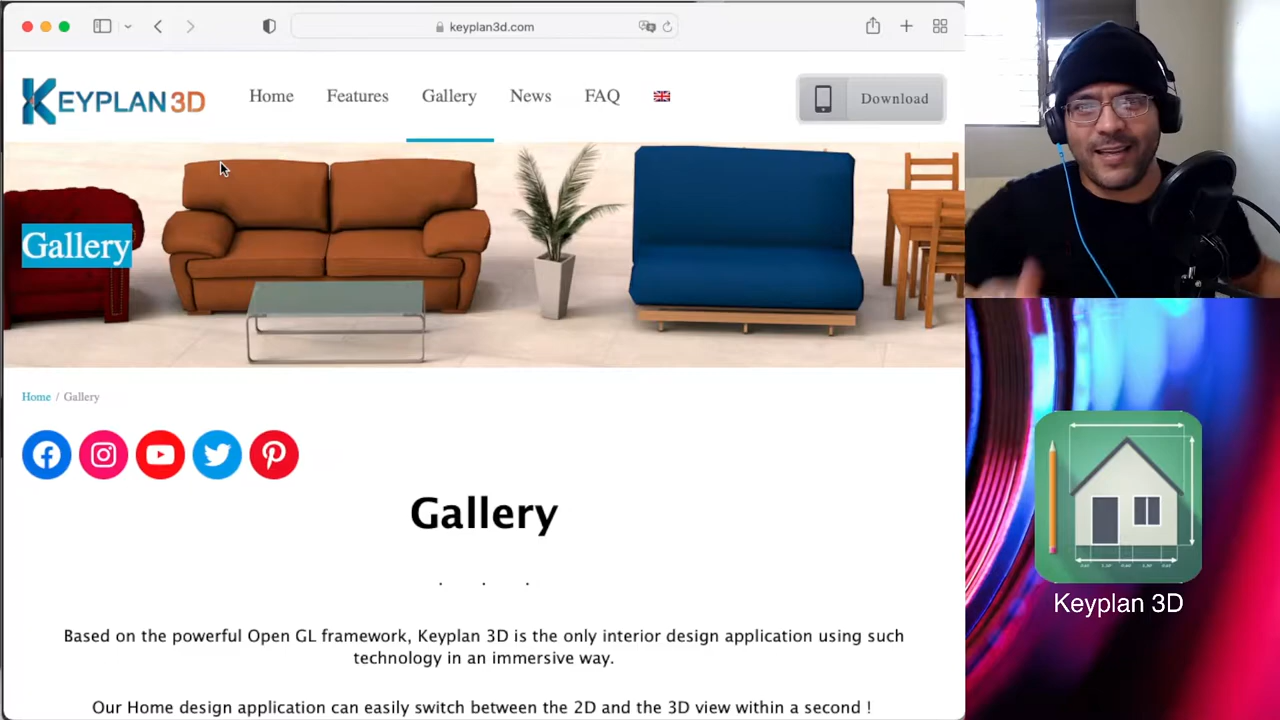 keyplan3d.com
KEYPLAN 3D
Home
Features
Gallery
News
FAQ
Download
Gallery
Home / Gallery
Gallery
. . .
Based on the powerful Open GL framework, Keyplan 3D is the only interior design application using such
technology in an immersive way.
Our Home design application can easily switch between the 2D and the 3D view within a second !
Keyplan 3D